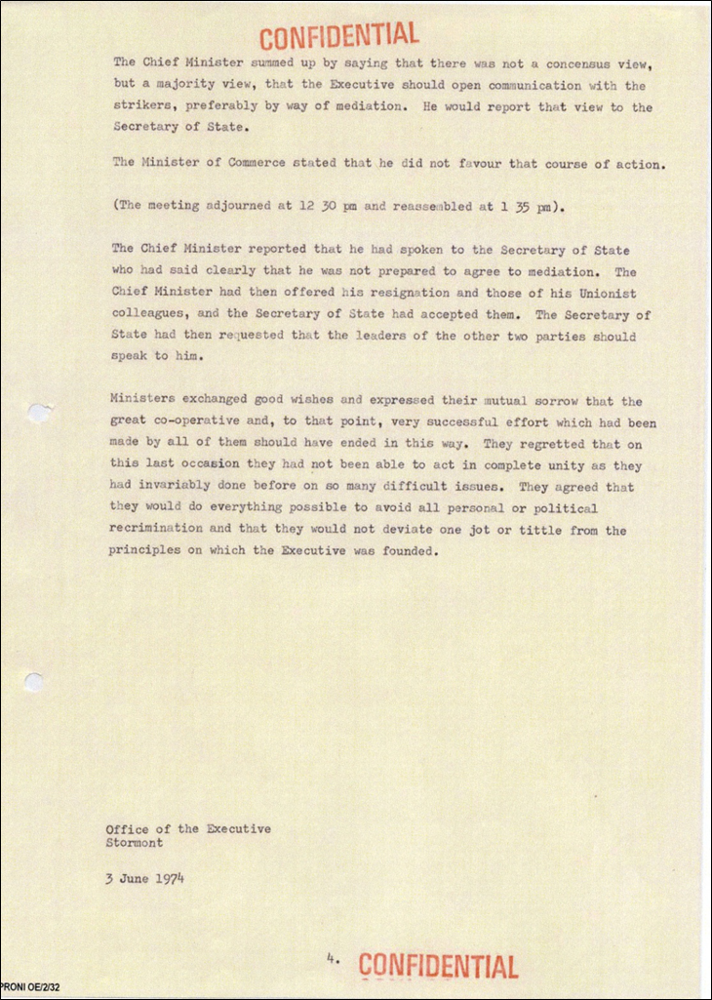 CONFIDENTIAL
The Chief Minister summed up by saying that there was not a concensus view,
but a majority view, that the Executive should open communication with the
strikers, preferably by way of mediation. He would report that view to the
Secretary of State.
The Minister of Commerce stated that he did not favour that course of action.
(The meeting adjourned at 12 30 pm and reassembled at 1 35 pm).
The Chief Minister reported that he had spoken to the Secretary of State
who had said clearly that he was not prepared to agree to mediation. The
Chief Minister had then offered his resignation and those of his Unionist
colleagues, and the Secretary of State had accepted them. The Secretary of
State had then requested that the leaders of the other two parties should
speak to him.
Ministers exchanged good wishes and expressed their mutual sorrow that the
great co-operative and, to that point, very successful effort which had been
made by all of them should have ended in this way. They regretted that on
this last occasion they had not been able to act in complete unity as they
had invariably done before on so many difficult issues. They agreed that
they would do everything possible to avoid all personal or political
recrimination and that they would not deviate one jot or tittle from the
principles on which the Executive was founded.
Office of the Executive
Stormont
3 June 1974
4.
CONFIDENTIAL
PRONI OE/2/32